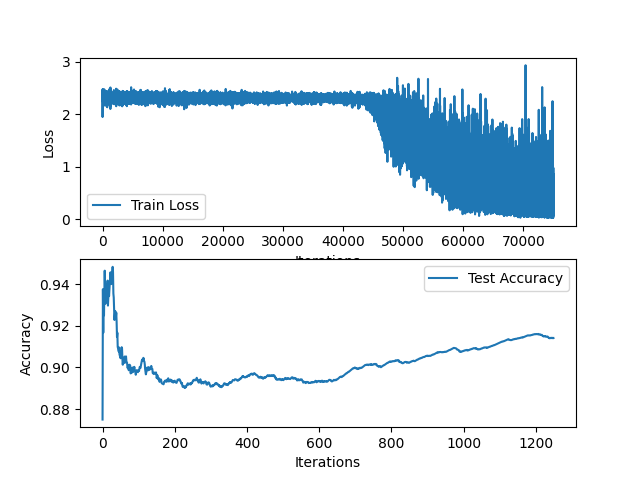 3
2
1
0
Loss
Train Loss
0 10000 20000 30000 40000 50000 60000 70000
Iterations
0.94
0.92
0.90
0.88
Accuracy
Test Accuracy
0 200 400 600 800 1000 1200
Iterations